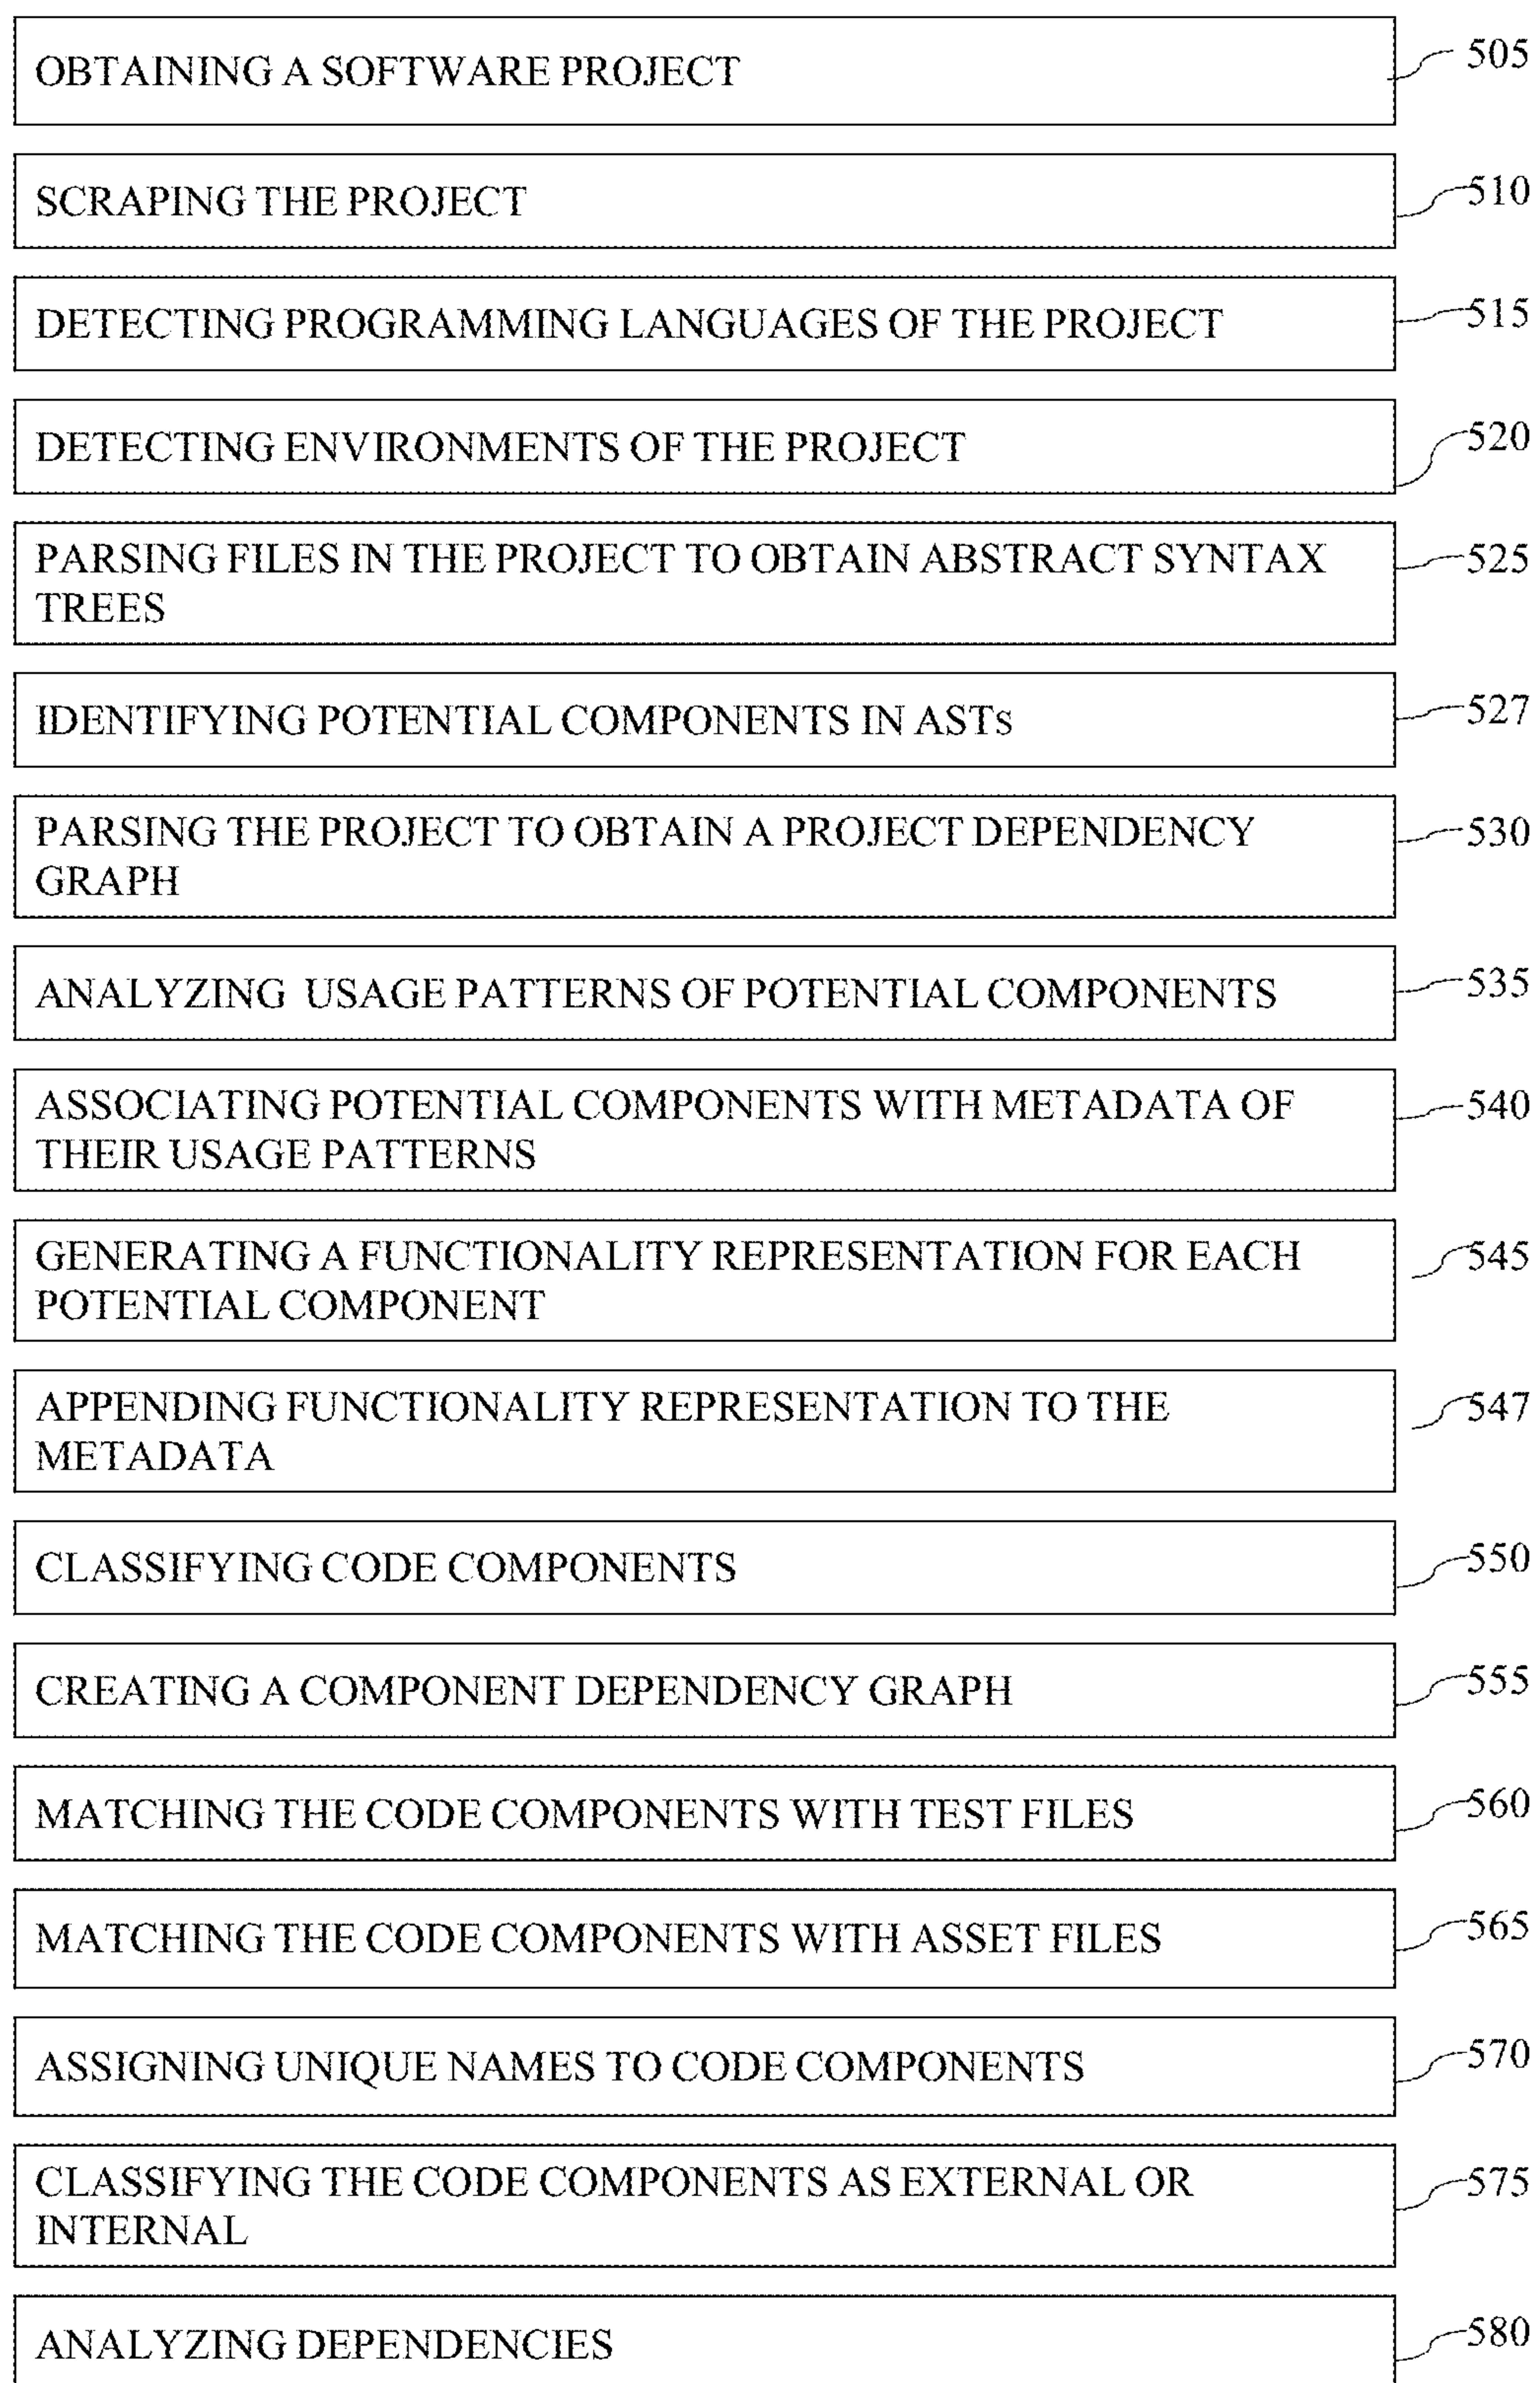 OBTAINING A SOFTWARE PROJECT 505
SCRAPING THE PROJECT 510
DETECTING PROGRAMMING LANGUAGES OF THE PROJECT 515
DETECTING ENVIRONMENTS OF THE PROJECT 520
PARSING FILES IN THE PROJECT TO OBTAIN ABSTRACT SYNTAX 525
TREES
IDENTIFYING POTENTIAL COMPONENTS IN ASTs 527
PARSING THE PROJECT TO OBTAIN A PROJECT DEPENDENCY 530
GRAPH
ANALYZING USAGE PATTERNS OF POTENTIAL COMPONENTS 535
ASSOCIATING POTENTIAL COMPONENTS WITH METADATA OF 540
THEIR USAGE PATTERNS
GENERATING A FUNCTIONALITY REPRESENTATION FOR EACH 545
POTENTIAL COMPONENT
APPENDING FUNCTIONALITY REPRESENTATION TO THE 547
METADATA
CLASSIFYING CODE COMPONENTS 550
CREATING A COMPONENT DEPENDENCY GRAPH 555
MATCHING THE CODE COMPONENTS WITH TEST FILES 560
MATCHING THE CODE COMPONENTS WITH ASSET FILES 565
ASSIGNING UNIQUE NAMES TO CODE COMPONENTS 570
CLASSIFYING THE CODE COMPONENTS AS EXTERNAL OR 575
INTERNAL
ANALYZING DEPENDENCIES 580